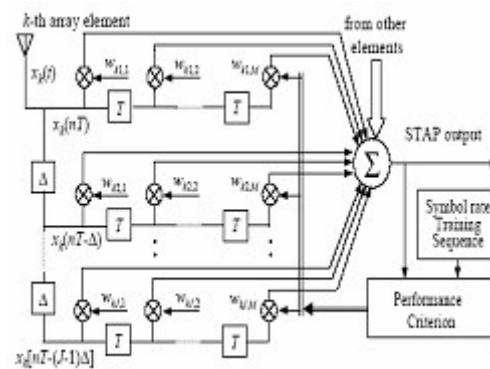 k-th array element
from other
elements
x_k(t)
w_k1,1
w_k1,2
w_k1,M
x_k(nT)
T
T
STAP output
Δ
Σ
w_k2,1
w_k2,2
w_k2,M
x_k(nT-Δ)
T
T
Symbol rate
Training
Sequence
Δ
w_kJ,1
w_kJ,2
w_kJ,M
Performance
Criterion
T
T
x_k[nT-(J-1)Δ]